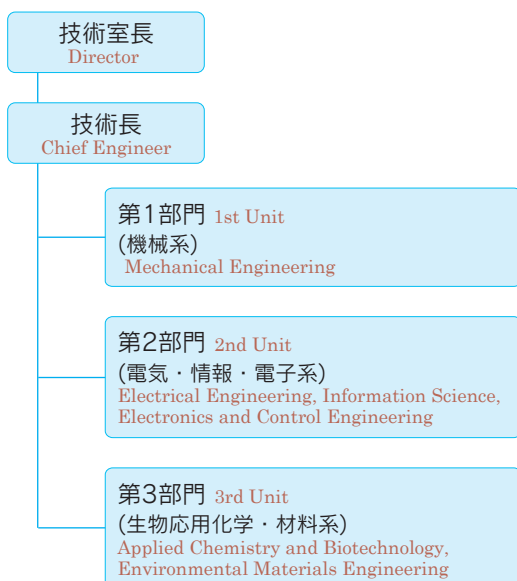 技術室長
Director
技術長
Chief Engineer
第1部門 1st Unit
(機械系)
Mechanical Engineering
第2部門 2nd Unit
(電気・情報・電子系)
Electrical Engineering, Information Science,
Electronics and Control Engineering
第3部門 3rd Unit
(生物応用化学・材料系)
Applied Chemistry and Biotechnology,
Environmental Materials Engineering